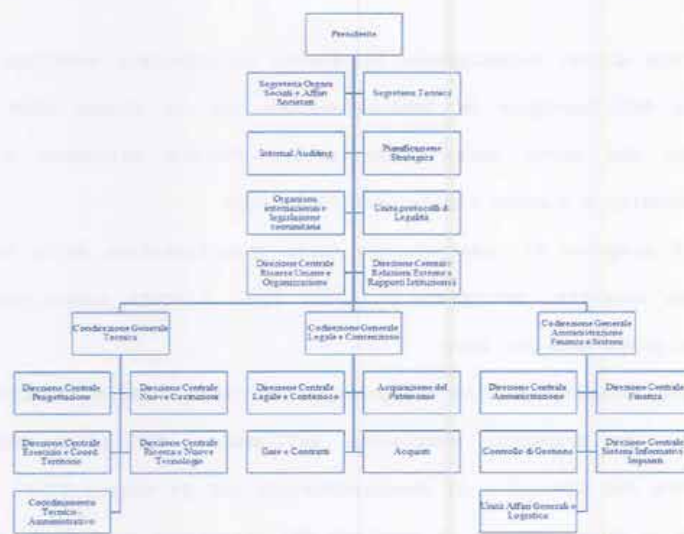 Presidente
Segreteria Organi
Sociali e Affari
Societari
Segreteria Tecnica
Internal Auditing
Pianificazione
Strategica
Organismi
internazionali e
legislazione
comunitaria
Unità protocolli di
Legalità
Direzione Centrale
Risorse Umane e
Organizzazione
Direzione Centrale
Relazioni Esterne e
Rapporti Istituzionali
Condirezione Generale
Tecnica
Codirezione Generale
Legale e Contenzioso
Codirezione Generale
Amministrazione
Finanza e Sistemi
Direzione Centrale
Progettazione
Direzione Centrale
Nuove Costruzioni
Direzione Centrale
Legale e Contenzioso
Acquisizione del
Patrimonio
Direzione Centrale
Amministrazione
Direzione Centrale
Finanza
Direzione Centrale
Esercizio e Coord.
Territorio
Direzione Centrale
Ricerca e Nuove
Tecnologie
Gare e Contratti
Acquisti
Controllo di Gestione
Direzione Centrale
Sistemi Informativi e
Impianti
Coordinamento
Tecnico -
Amministrativo
Unità Affari Generali e
Logistica